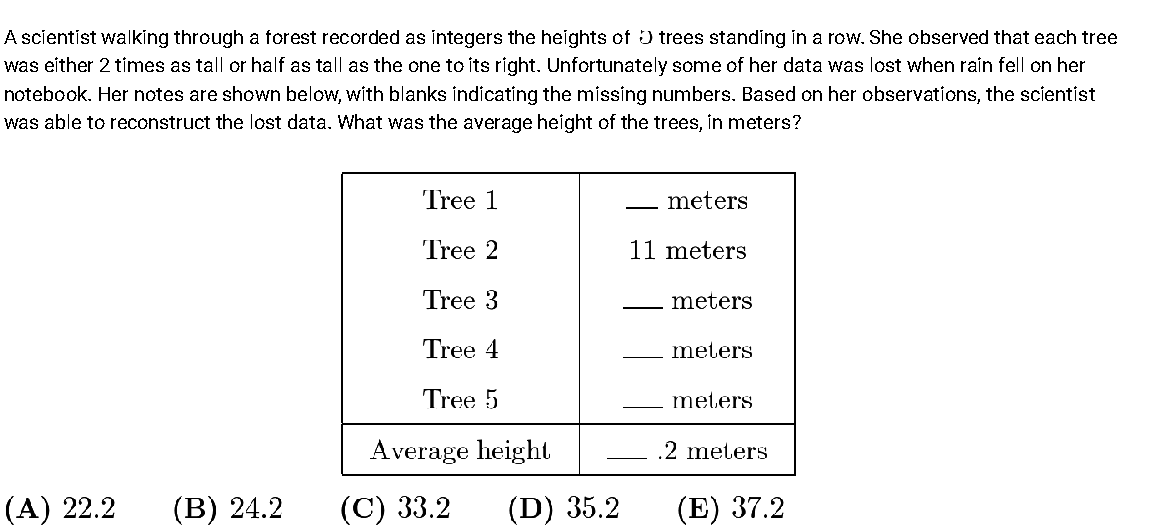 A scientist walking through a forest recorded as integers the heights of 5 trees standing in a row. She observed that each tree
was either 2 times as tall or half as tall as the one to its right. Unfortunately some of her data was lost when rain fell on her
notebook. Her notes are shown below, with blanks indicating the missing numbers. Based on her observations, the scientist
was able to reconstruct the lost data. What was the average height of the trees, in meters?
Tree 1 __ meters
Tree 2 11 meters
Tree 3 __ meters
Tree 4 __ meters
Tree 5 __ meters
Average height __ .2 meters
(A) 22.2 (B) 24.2 (C) 33.2 (D) 35.2 (E) 37.2